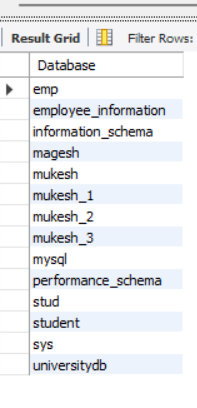 Result Grid Filter Rows:
Database
emp
employee_information
information_schema
magesh
mukesh
mukesh_1
mukesh_2
mukesh_3
mysql
performance_schema
stud
student
sys
universitydb